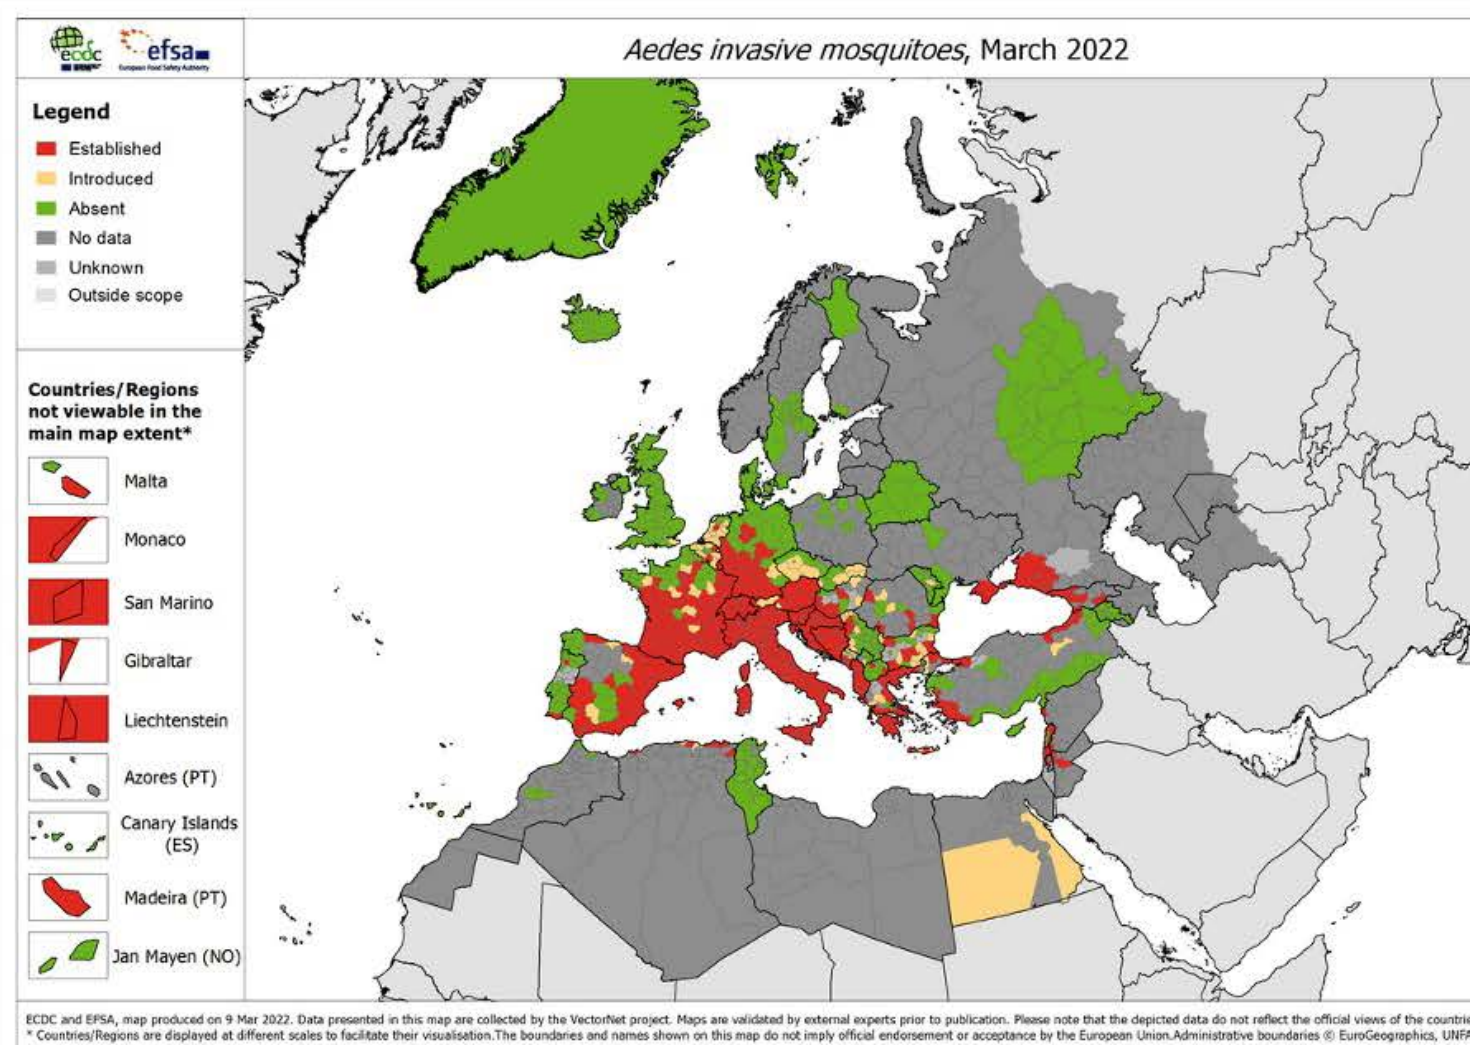 ecdc
efsa
European Food Safety Authority
Aedes invasive mosquitoes, March 2022
Legend
Established
Introduced
Absent
No data
Unknown
Outside scope
Countries/Regions
not viewable in the
main map extent*
Malta
Monaco
San Marino
Gibraltar
Liechtenstein
Azores (PT)
Canary Islands
(ES)
Madeira (PT)
Jan Mayen (NO)
ECDC and EFSA, map produced on 9 Mar 2022. Data presented in this map are collected by the VectorNet project. Maps are validated by external experts prior to publication. Please note that the depicted data do not reflect the official views of the countrie
* Countries/Regions are displayed at different scales to facilitate their visualisation.The boundaries and names shown on this map do not imply official endorsement or acceptance by the European Union.Administrative boundaries © EuroGeographics, UNFA